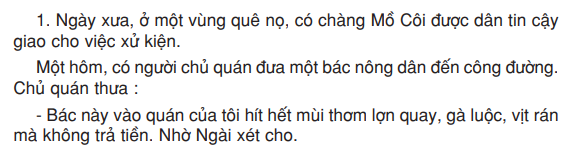 1. Ngày xưa, ở một vùng quê nọ, có chàng Mồ Côi được dân tin cậy
giao cho việc xử kiện.
Một hôm, có người chủ quán đưa một bác nông dân đến công đường.
Chủ quán thưa :
- Bác này vào quán của tôi hít hết mùi thơm lợn quay, gà luộc, vịt rán
mà không trả tiền. Nhờ Ngài xét cho.